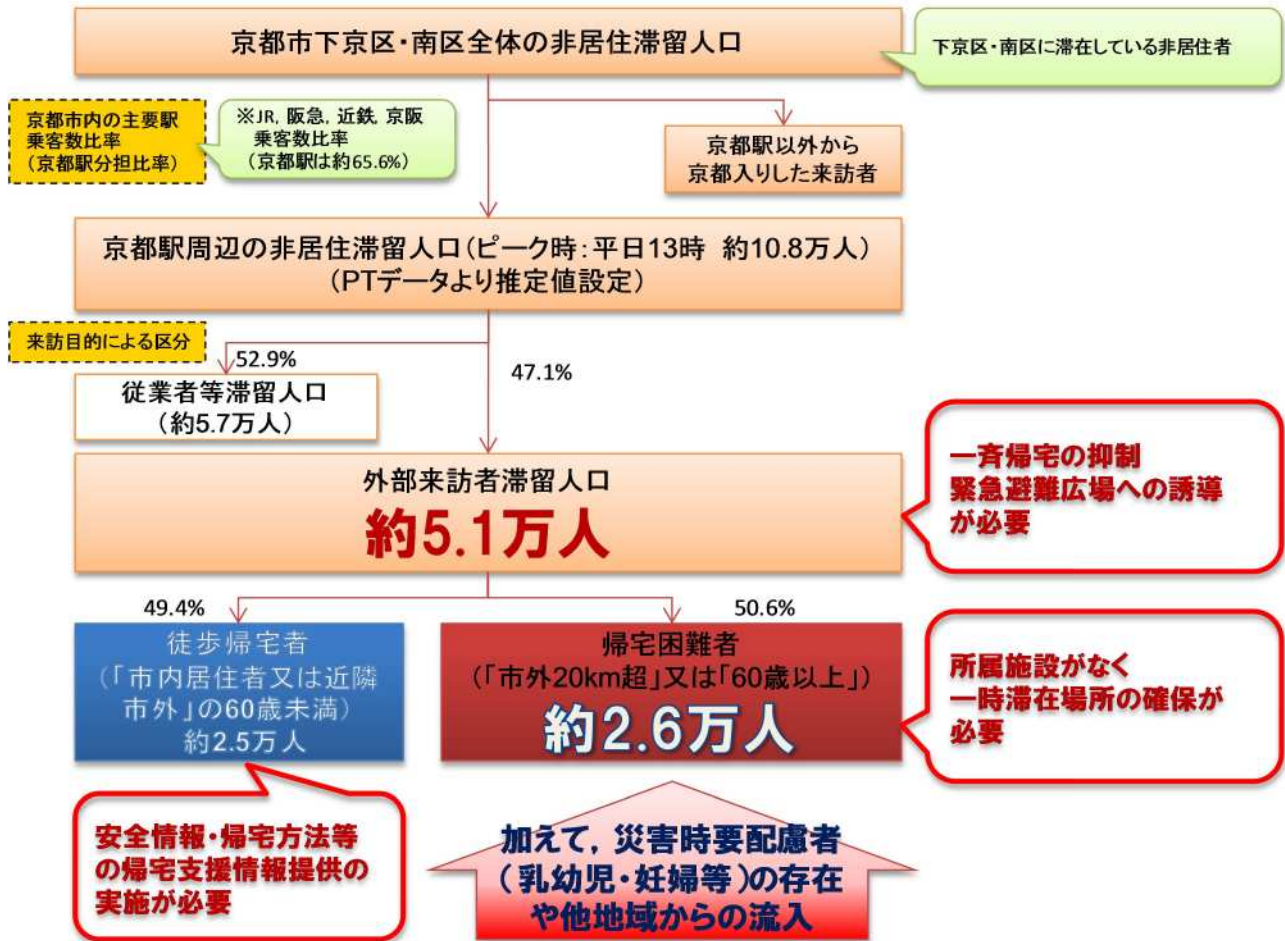 京都市下京区・南区全体の非居住滞留人口
下京区・南区に滞在している非居住者
京都市内の主要駅
乗客数比率
（京都駅分担比率）
※JR，阪急，近鉄，京阪
乗客数比率
（京都駅は約65.6%）
京都駅以外から
京都入りした来訪者
京都駅周辺の非居住滞留人口（ピーク時：平日13時 約10.8万人）
（PTデータより推定値設定）
来訪目的による区分
52.9%
47.1%
従業者等滞留人口
（約5.7万人）
外部来訪者滞留人口
約5.1万人
一斉帰宅の抑制
緊急避難広場への誘導
が必要
49.4%
50.6%
徒歩帰宅者
（「市内居住者又は近隣
市外」の60歳未満）
約2.5万人
帰宅困難者
（「市外20km超」又は「60歳以上」）
約2.6万人
所属施設がなく
一時滞在場所の確保が
必要
安全情報・帰宅方法等
の帰宅支援情報提供の
実施が必要
加えて，災害時要配慮者
（乳幼児・妊婦等）の存在
や他地域からの流入